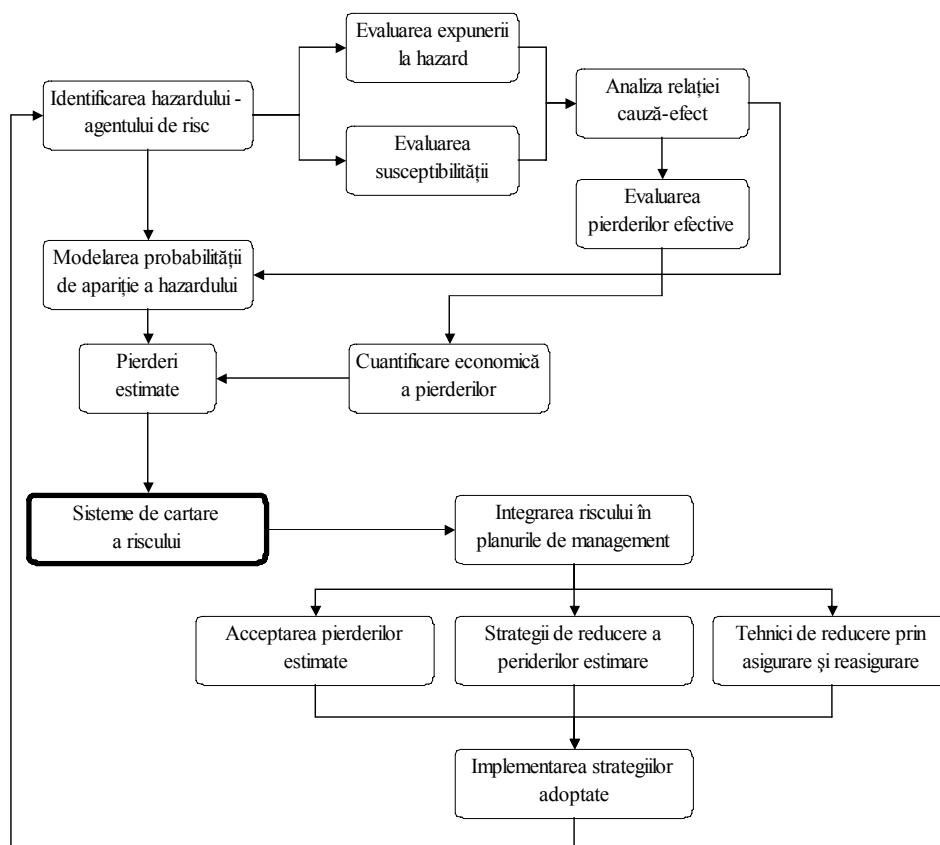 Evaluarea expunerii
la hazard
Identificarea hazardului -
agentului de risc
Analiza relației
cauză-efect
Evaluarea
susceptibilității
Evaluarea
pierderilor efective
Modelarea probabilității
de apariție a hazardului
Pierderi
estimate
Cuantificare economică
a pierderilor
Sisteme de cartare
a riscului
Integrarea riscului în
planurile de management
Acceptarea pierderilor
estimate
Strategii de reducere a
periderilor estimare
Tehnici de reducere prin
asigurare și reasigurare
Implementarea strategiilor
adoptate